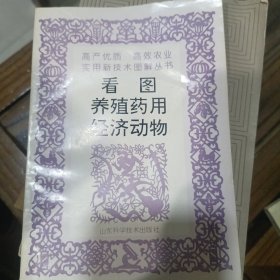 高产优质 高效农业
实用新技术图解丛书
看图
养殖药用
经济动物
山东科学技术出版社